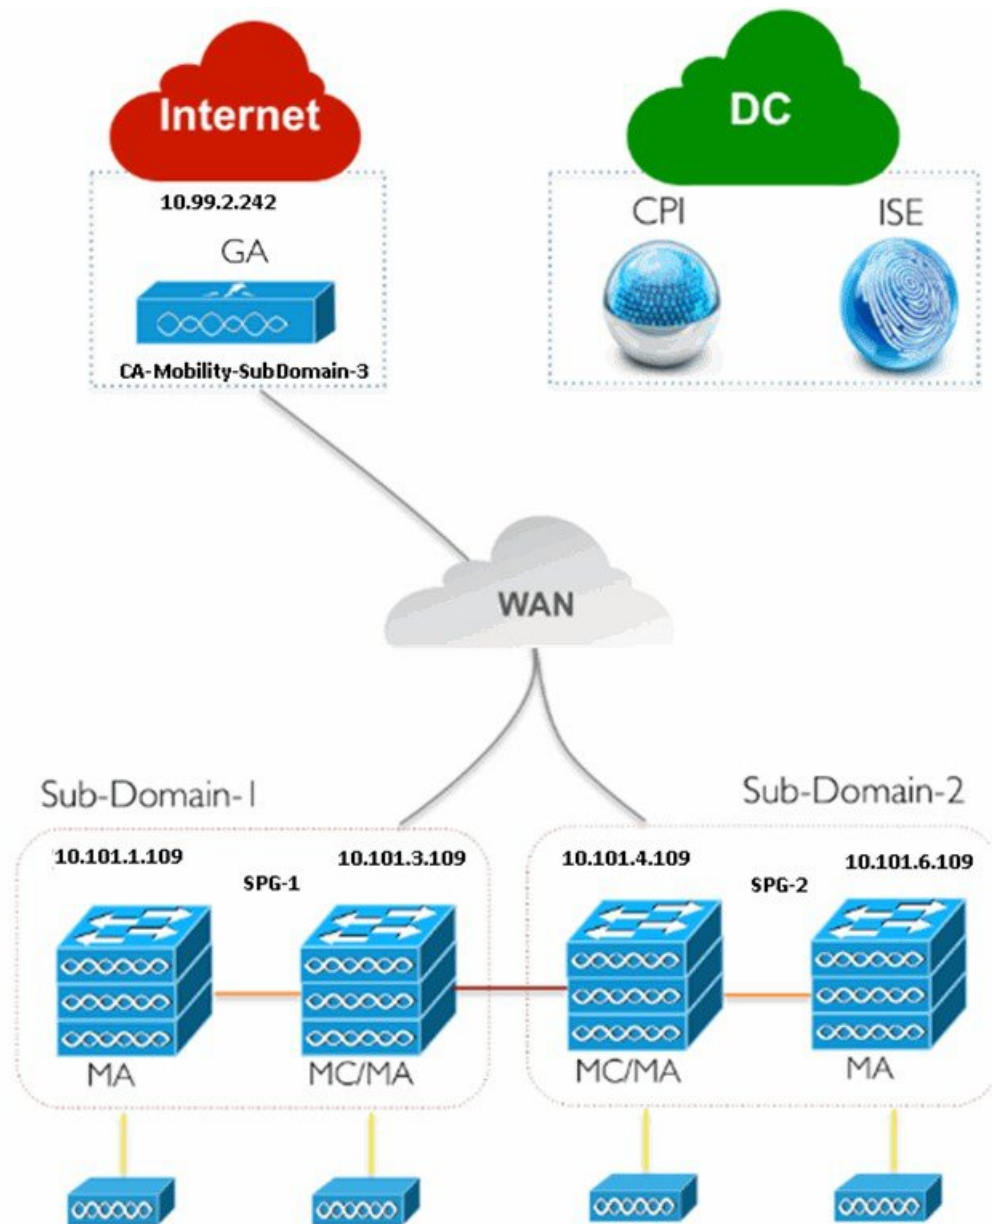 Internet
DC
10.99.2.242
CPI
ISE
GA
CA-Mobility-SubDomain-3
WAN
Sub-Domain-1
Sub-Domain-2
10.101.1.109
10.101.3.109
10.101.4.109
10.101.6.109
SPG-1
SPG-2
MA
MC/MA
MC/MA
MA